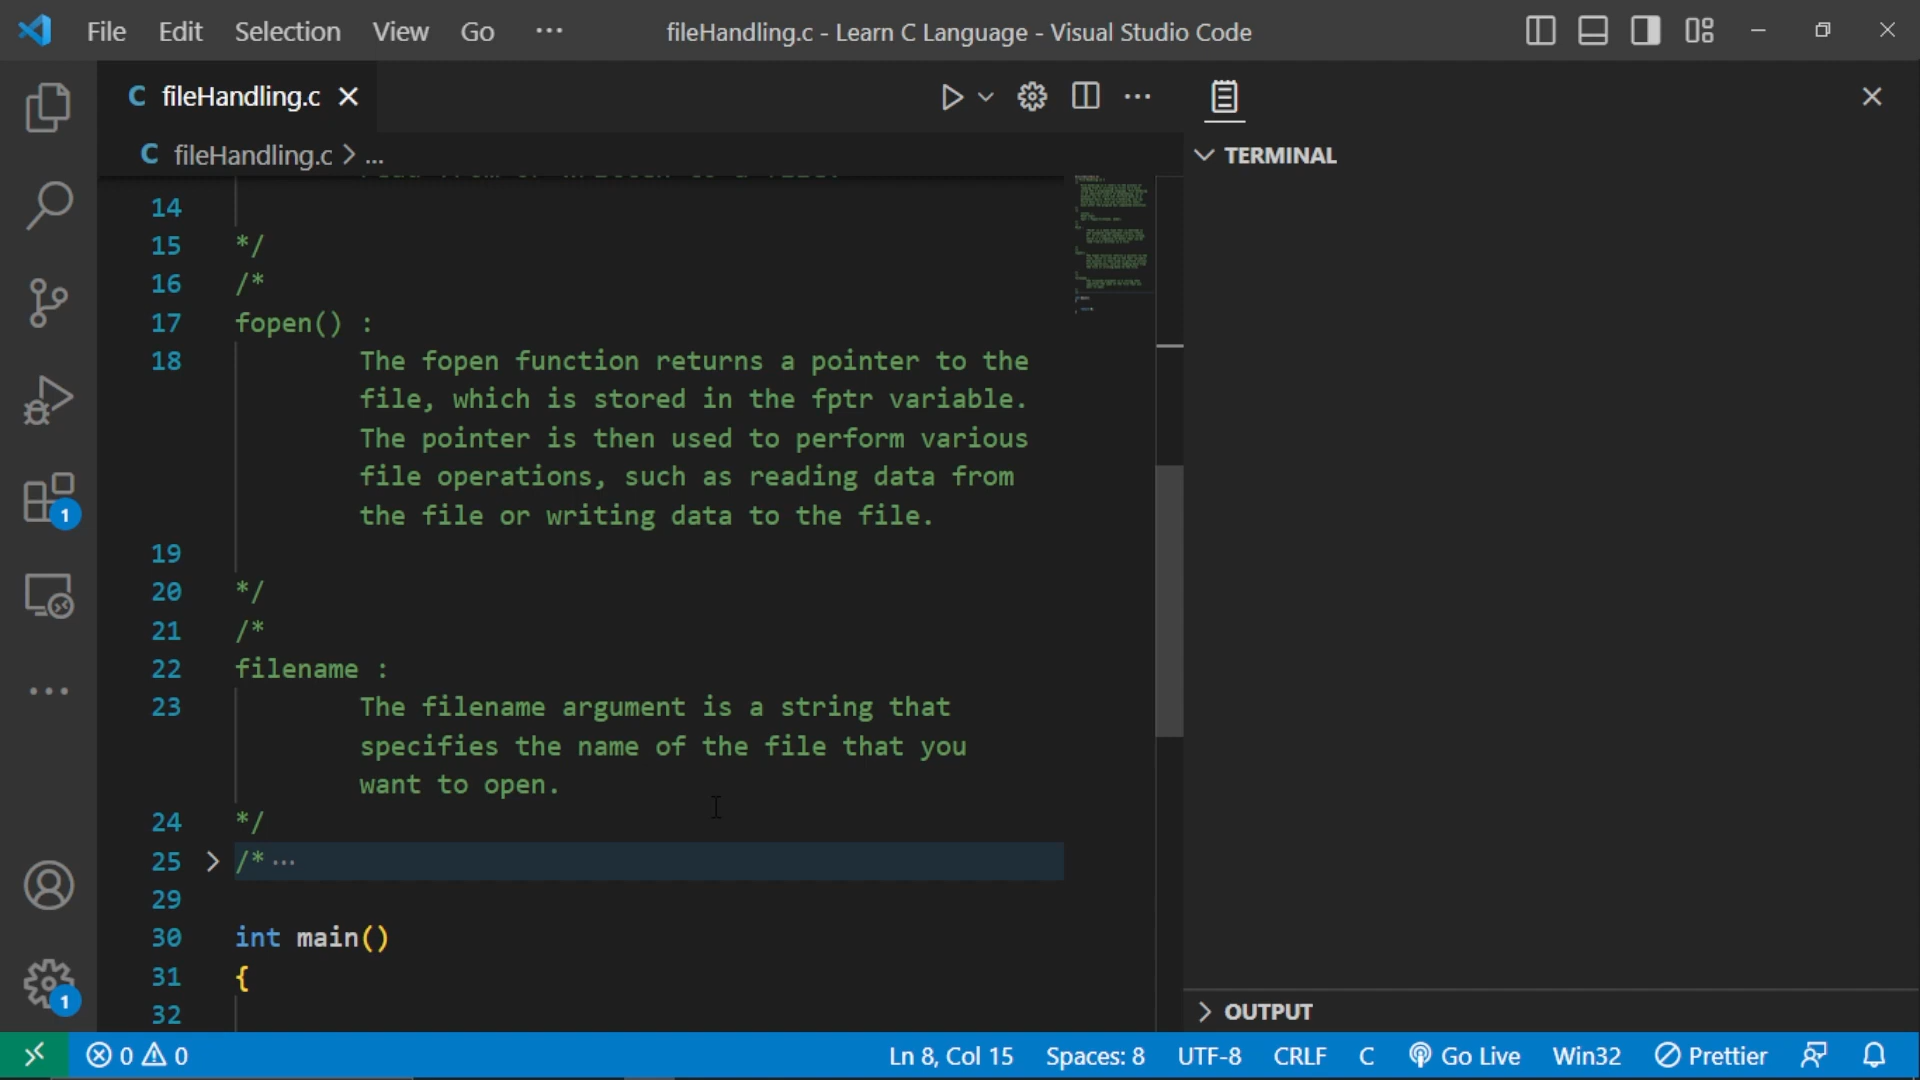 File Edit Selection View Go ··· fileHandling.c - Learn C Language - Visual Studio Code
C fileHandling.c
C fileHandling.c > ...
TERMINAL
14
15 */
16 /*
17 fopen() :
18 The fopen function returns a pointer to the
file, which is stored in the fptr variable.
The pointer is then used to perform various
file operations, such as reading data from
the file or writing data to the file.
19
20 */
21 /*
22 filename :
23 The filename argument is a string that
specifies the name of the file that you
want to open.
24 */
25 /* ···
29
30 int main()
31 {
32
OUTPUT
1
1
0 0 Ln 8, Col 15 Spaces: 8 UTF-8 CRLF C Go Live Win32 Prettier